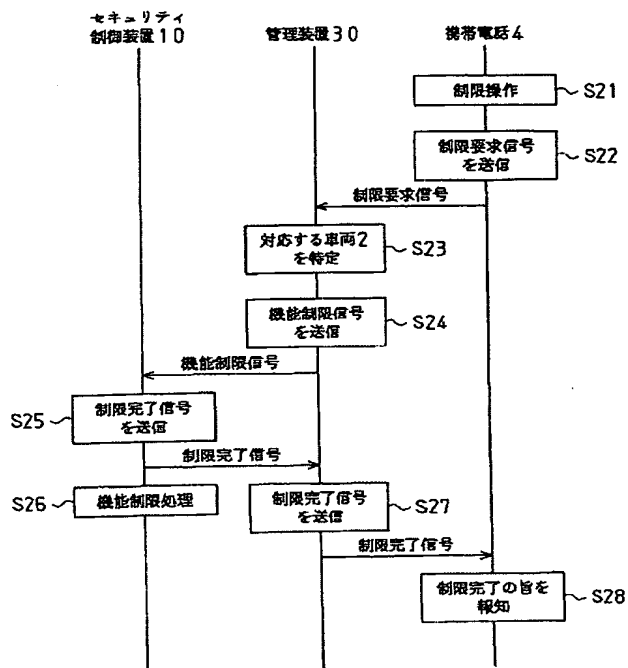 セキュリティ
制御装置10
管理装置30
携帯電話4
制限操作
S21
制限要求信号
を送信
S22
制限要求信号
対応する車両2
を特定
S23
機能制限信号
を送信
S24
機能制限信号
S25
制限完了信号
を送信
制限完了信号
S26
機能制限処理
制限完了信号
を送信
S27
制限完了信号
制限完了の旨を
報知
S28